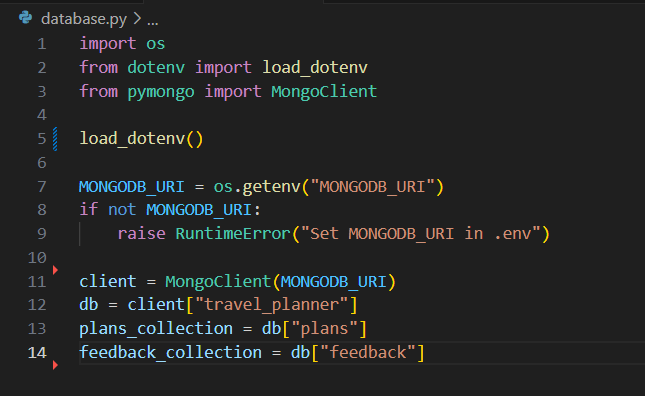 database.py > ...
1 import os
2 from dotenv import load_dotenv
3 from pymongo import MongoClient
4
5 load_dotenv()
6
7 MONGODB_URI = os.getenv("MONGODB_URI")
8 if not MONGODB_URI:
9     raise RuntimeError("Set MONGODB_URI in .env")
10
11 client = MongoClient(MONGODB_URI)
12 db = client["travel_planner"]
13 plans_collection = db["plans"]
14 feedback_collection = db["feedback"]